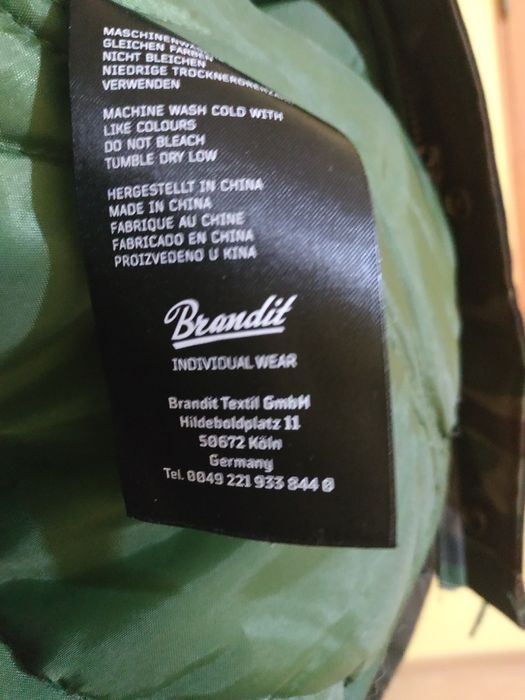 MASCHINENWÄSCHE
GLEICHEN FARBEN
NICHT BLEICHEN
NIEDRIGE
VERWENDEN
MACHINE WASH COLD WITH
LIKE COLOURS
DO NOT BLEACH
TUMBLE DRY LOW
HERGESTELLT IN CHINA
MADE IN CHINA
FABRIQUE AU CHINE
FABRICADO EN CHINA
PROIZVEDENO U KINA
Brandit
INDIVIDUAL WEAR
Brandit Textil GmbH
Hildeboldplatz 11
50672 Köln
Germany
Tel. 0049 221 933 844 0